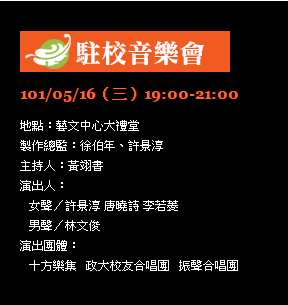 駐校音樂會
101/05/16（三）19:00-21:00
地點：藝文中心大禮堂
製作總監：徐伯年、許景淳
主持人：黃翊書
演出人：
女聲／許景淳 唐曉詩 李若菱
男聲／林文俊
演出團體：
十方樂集 政大校友合唱團 振聲合唱團